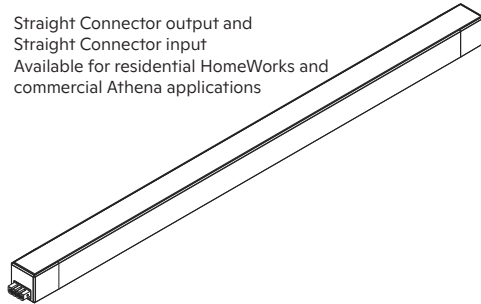 Straight Connector output and
Straight Connector input
Available for residential HomeWorks and
commercial Athena applications